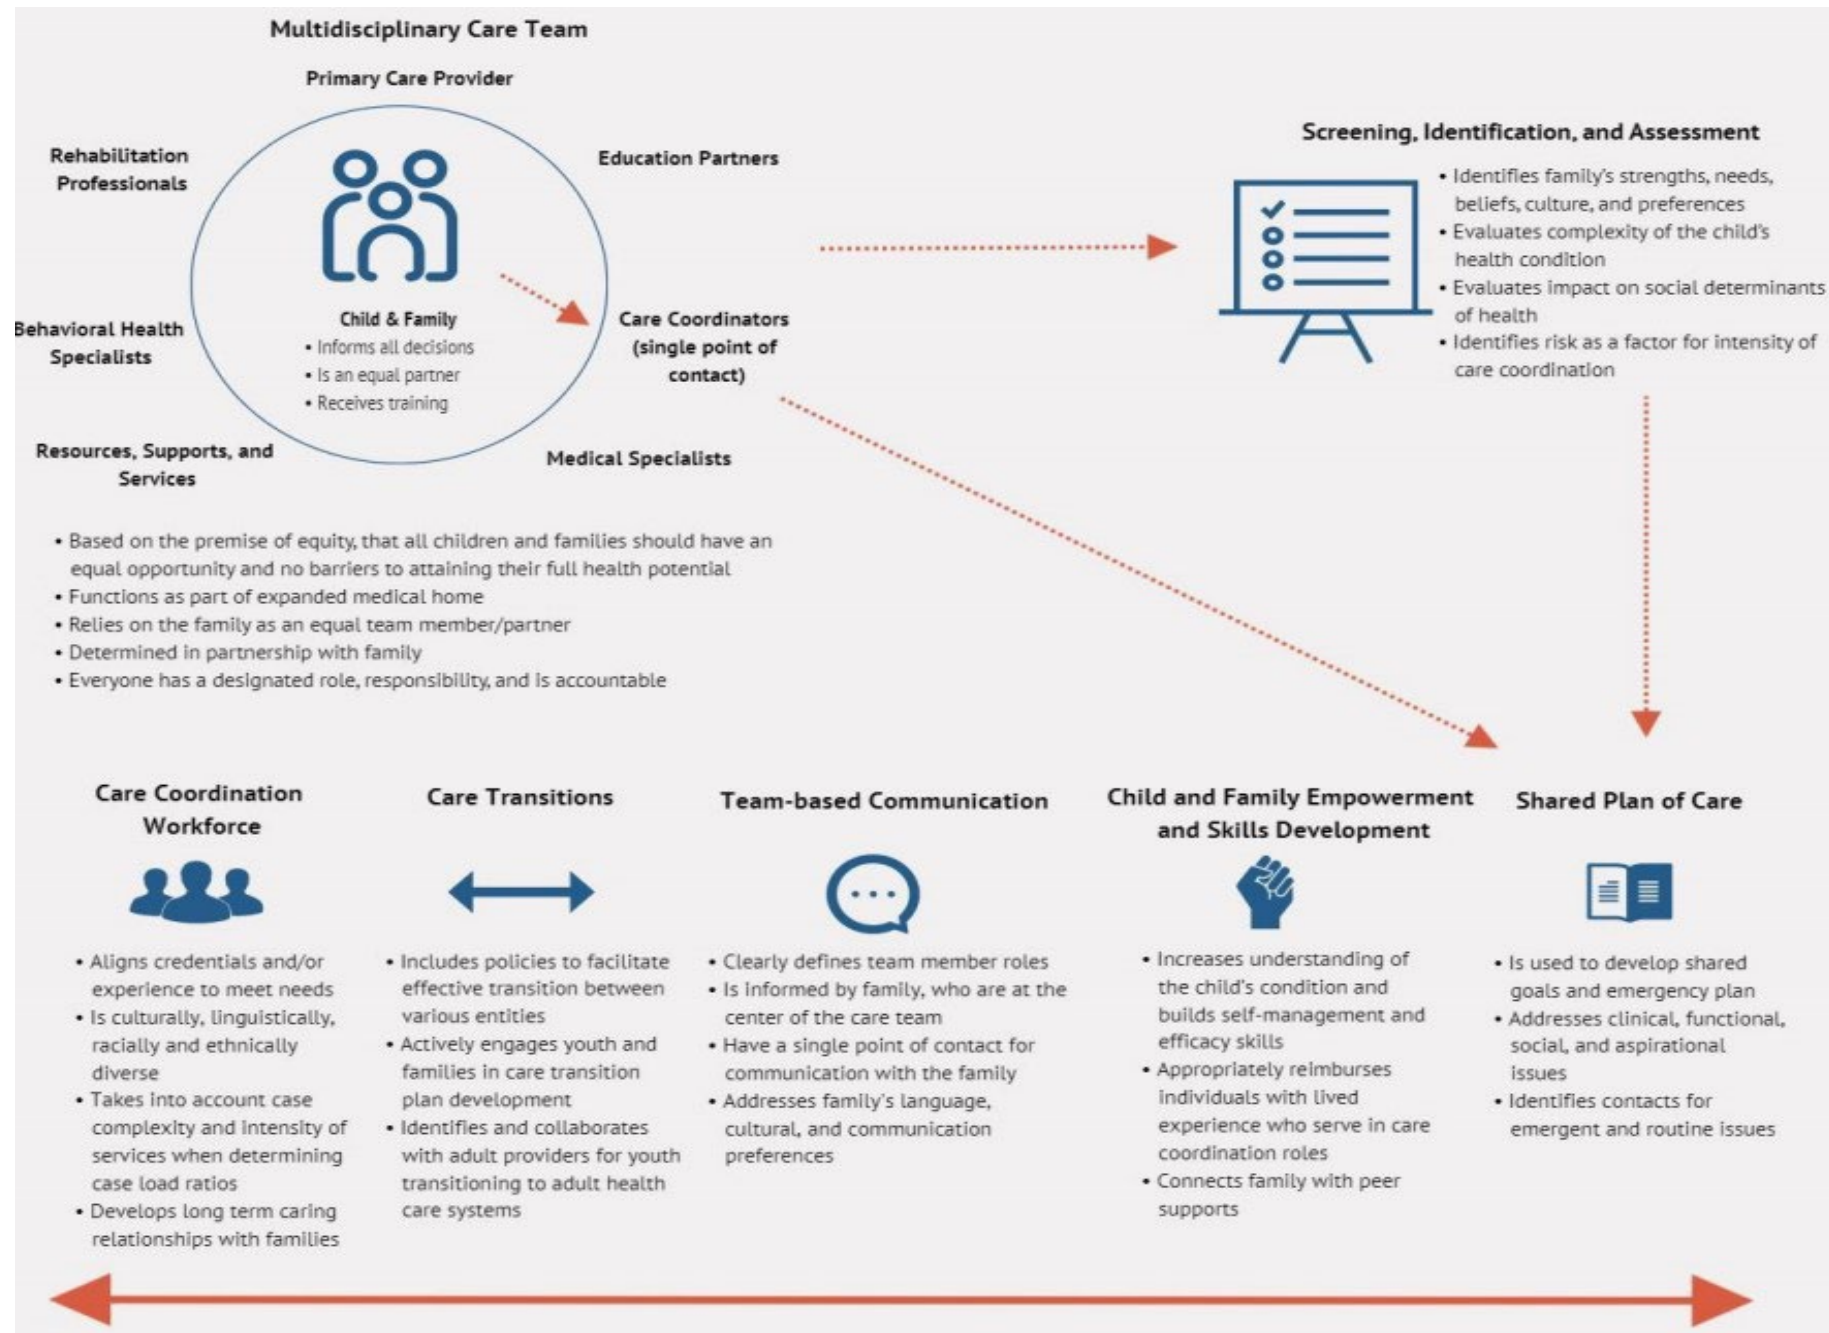 Multidisciplinary Care Team
Primary Care Provider
Rehabilitation
Professionals
Education Partners
Child & Family
• Informs all decisions
• Is an equal partner
• Receives training
Behavioral Health
Specialists
Care Coordinators
(single point of
contact)
Resources, Supports, and
Services
Medical Specialists
• Based on the premise of equity, that all children and families should have an
equal opportunity and no barriers to attaining their full health potential
• Functions as part of expanded medical home
• Relies on the family as an equal team member/partner
• Determined in partnership with family
• Everyone has a designated role, responsibility, and is accountable
Screening, Identification, and Assessment
• Identifies family's strengths, needs,
beliefs, culture, and preferences
• Evaluates complexity of the child's
health condition
• Evaluates impact on social determinants
of health
• Identifies risk as a factor for intensity of
care coordination
Care Coordination
Workforce
• Aligns credentials and/or
experience to meet needs
• Is culturally, linguistically,
racially and ethnically
diverse
• Takes into account case
complexity and intensity of
services when determining
case load ratios
• Develops long term caring
relationships with families
Care Transitions
• Includes policies to facilitate
effective transition between
various entities
• Actively engages youth and
families in care transition
plan development
• Identifies and collaborates
with adult providers for youth
transitioning to adult health
care systems
Team-based Communication
• Clearly defines team member roles
• Is informed by family, who are at the
center of the care team
• Have a single point of contact for
communication with the family
• Addresses family's language,
cultural, and communication
preferences
Child and Family Empowerment
and Skills Development
• Increases understanding of
the child's condition and
builds self-management and
efficacy skills
• Appropriately reimburses
individuals with lived
experience who serve in care
coordination roles
• Connects family with peer
supports
Shared Plan of Care
• Is used to develop shared
goals and emergency plan
• Addresses clinical, functional,
social, and aspirational
issues
• Identifies contacts for
emergent and routine issues